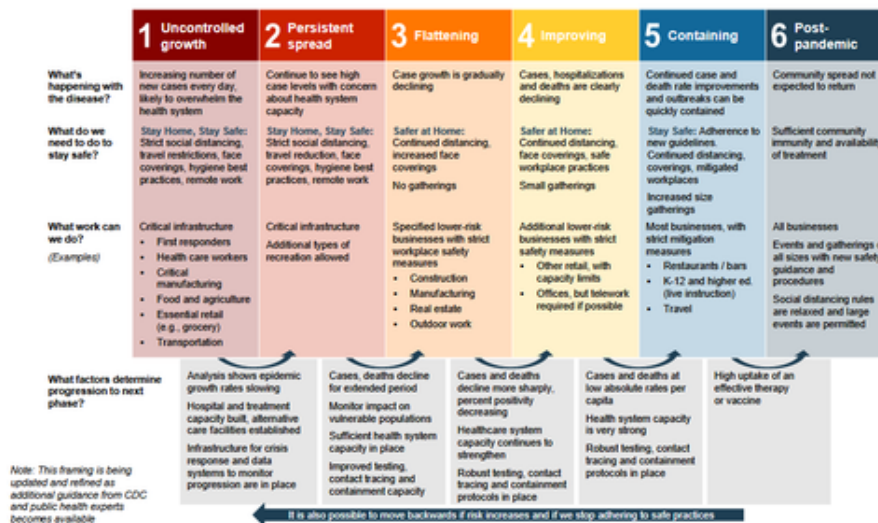 1 Uncontrolled growth
2 Persistent spread
3 Flattening
4 Improving
5 Containing
6 Post-pandemic
What's happening with the disease?
Increasing number of
new cases every day,
likely to overwhelm the
health system
Continue to see high
case levels with concern
about health system
capacity
Case growth is gradually
declining
Cases, hospitalizations
and deaths are clearly
declining
Continued case and
death rate improvements
and outbreaks can be
quickly contained
Community spread not
expected to return
What do we need to do to stay safe?
Stay Home, Stay Safe:
Strict social distancing,
travel restrictions, face
coverings, hygiene best
practices, remote work
Stay Home, Stay Safe:
Strict social distancing,
travel reduction, face
coverings, hygiene best
practices, remote work
Safer at Home:
Continued distancing,
increased face
coverings
No gatherings
Safer at Home:
Continued distancing,
face coverings, safe
workplace practices
Small gatherings
Stay Safe: Adherence to
new guidelines.
Continued distancing,
coverings, mitigated
workplaces
Increased size
gatherings
Sufficient community
immunity and availability
of treatment
What work can we do?
(Examples)
Critical infrastructure
• First responders
• Health care workers
• Critical
manufacturing
• Food and agriculture
• Essential retail
(e.g., grocery)
• Transportation
Critical infrastructure
Additional types of
recreation allowed
Specified lower-risk
businesses with strict
workplace safety
measures
• Construction
• Manufacturing
• Real estate
• Outdoor work
Additional lower-risk
businesses with strict
safety measures
• Other retail, with
capacity limits
• Offices, but telework
required if possible
Most businesses, with
strict mitigation
measures
• Restaurants / bars
• K-12 and higher ed.
(live instruction)
• Travel
All businesses
Events and gatherings
all sizes with new safety
guidance and
procedures
Social distancing rules
are relaxed and large
events are permitted
What factors determine progression to next phase?
Analysis shows epidemic
growth rates slowing
Hospital and treatment
capacity built, alternative
care facilities established
Infrastructure for crisis
response and data
systems to monitor
progression are in place
Cases, deaths decline
for extended period
Monitor impact on
vulnerable populations
Sufficient health system
capacity in place
Improved testing,
contact tracing and
containment capacity
Cases and deaths
decline more sharply,
percent positivity
decreasing
Healthcare system
capacity continues to
strengthen
Robust testing, contact
tracing and containment
protocols in place
Cases and deaths at
low absolute rates per
capita
Health system capacity
is very strong
Robust testing, contact
tracing and containment
protocols in place
High uptake of an
effective therapy
or vaccine
Note: This framing is being
updated and refined as
additional guidance from CDC
and public health experts
becomes available
It is also possible to move backwards if risk increases and if we stop adhering to safe practices